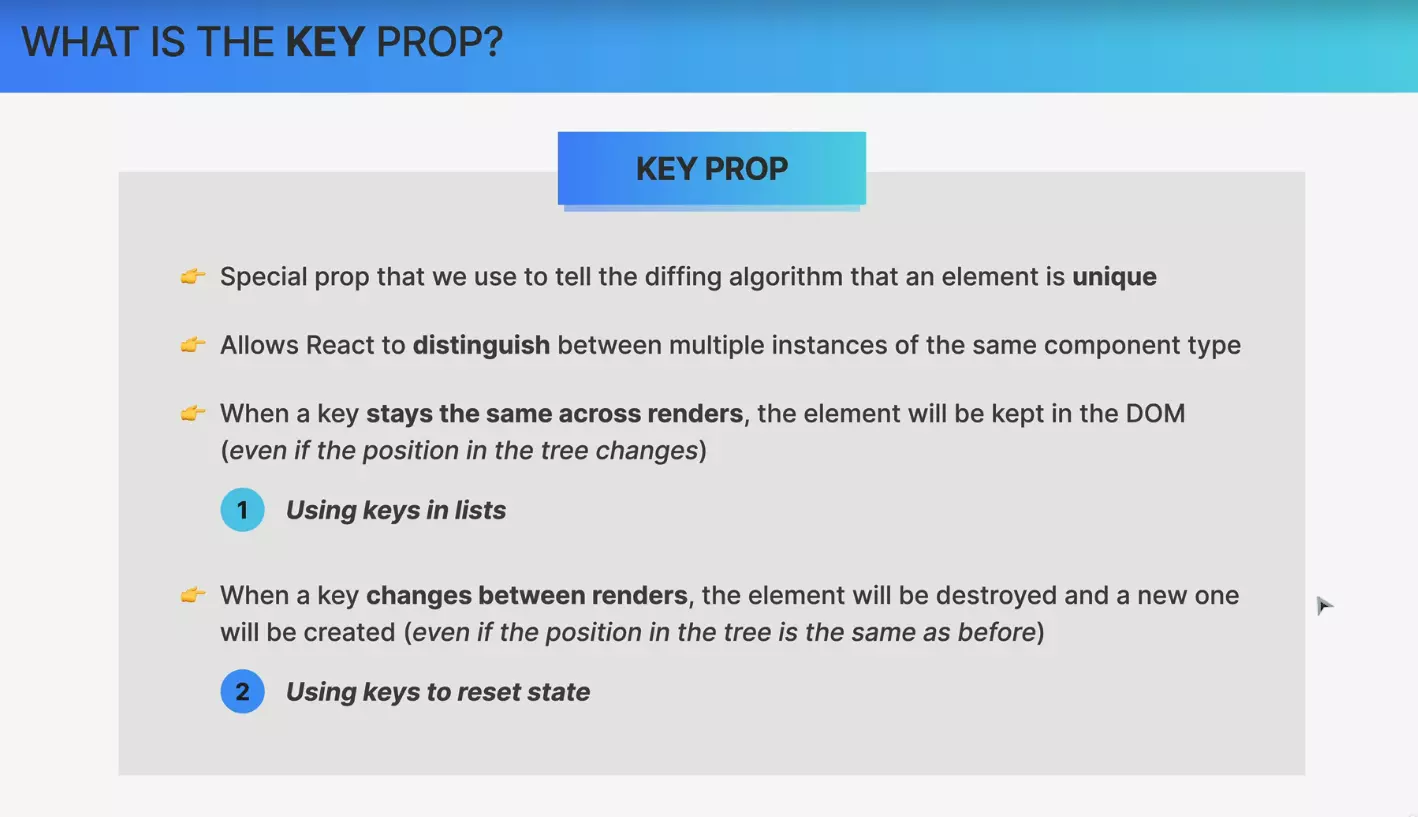 WHAT IS THE KEY PROP?
KEY PROP
👉 Special prop that we use to tell the diffing algorithm that an element is unique
👉 Allows React to distinguish between multiple instances of the same component type
👉 When a key stays the same across renders, the element will be kept in the DOM
(even if the position in the tree changes)
1 Using keys in lists
👉 When a key changes between renders, the element will be destroyed and a new one
will be created (even if the position in the tree is the same as before)
2 Using keys to reset state